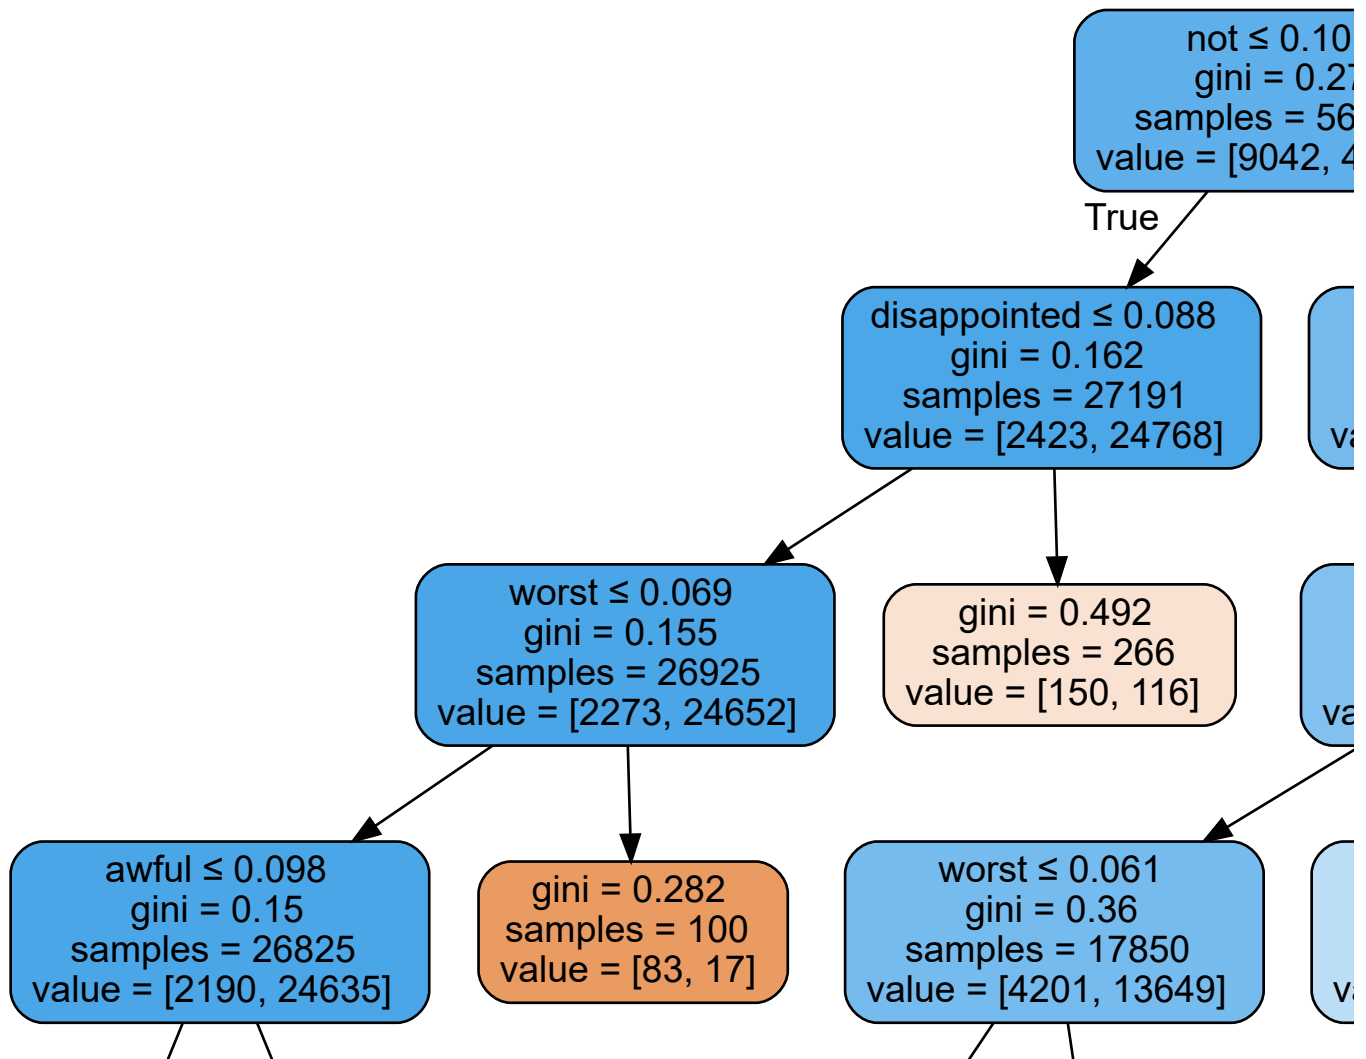 not ≤ 0.10
gini = 0.27
samples = 56
value = [9042, 4
True
disappointed ≤ 0.088
gini = 0.162
samples = 27191
value = [2423, 24768]
va
worst ≤ 0.069
gini = 0.155
samples = 26925
value = [2273, 24652]
gini = 0.492
samples = 266
value = [150, 116]
va
awful ≤ 0.098
gini = 0.15
samples = 26825
value = [2190, 24635]
gini = 0.282
samples = 100
value = [83, 17]
worst ≤ 0.061
gini = 0.36
samples = 17850
value = [4201, 13649]
va